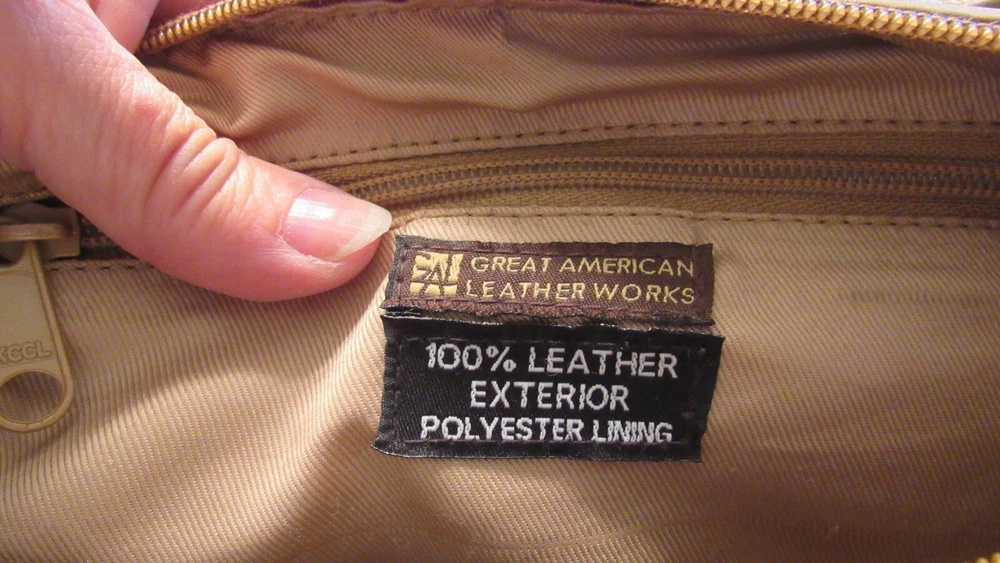 GREAT AMERICAN
LEATHER WORKS
100% LEATHER
EXTERIOR
POLYESTER LINING